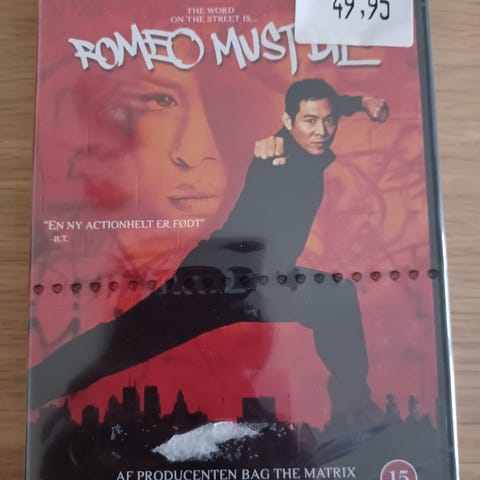 49,95
THE WORD
ON THE STREET IS...
ROMEO MUST DIE
"EN NY ACTIONHELT ER FØDT"
-B.T.
AF PRODUCENTEN BAG THE MATRIX
15